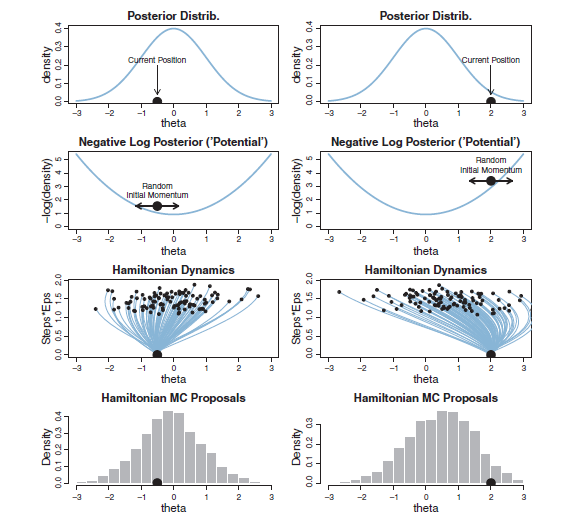 Posterior Distrib.
density
0.0 0.1 0.2 0.3 0.4
Current Position
−3 −2 −1 0 1 2 3
theta
Posterior Distrib.
density
0.0 0.1 0.2 0.3 0.4
Current Position
−3 −2 −1 0 1 2 3
theta
Negative Log Posterior ('Potential')
−log(density)
0 1 2 3 4 5
Random
Initial Momentum
−3 −2 −1 0 1 2 3
theta
Negative Log Posterior ('Potential')
−log(density)
0 1 2 3 4 5
Random
Initial Momentum
−3 −2 −1 0 1 2 3
theta
Hamiltonian Dynamics
Steps*Eps
0.0 0.5 1.0 1.5 2.0
−3 −2 −1 0 1 2 3
theta
Hamiltonian Dynamics
Steps*Eps
0.0 0.5 1.0 1.5 2.0
−3 −2 −1 0 1 2 3
theta
Hamiltonian MC Proposals
Density
0.0 0.1 0.2 0.3 0.4
−3 −2 −1 0 1 2 3
theta
Hamiltonian MC Proposals
Density
0.0 0.1 0.2 0.3
−3 −2 −1 0 1 2 3
theta